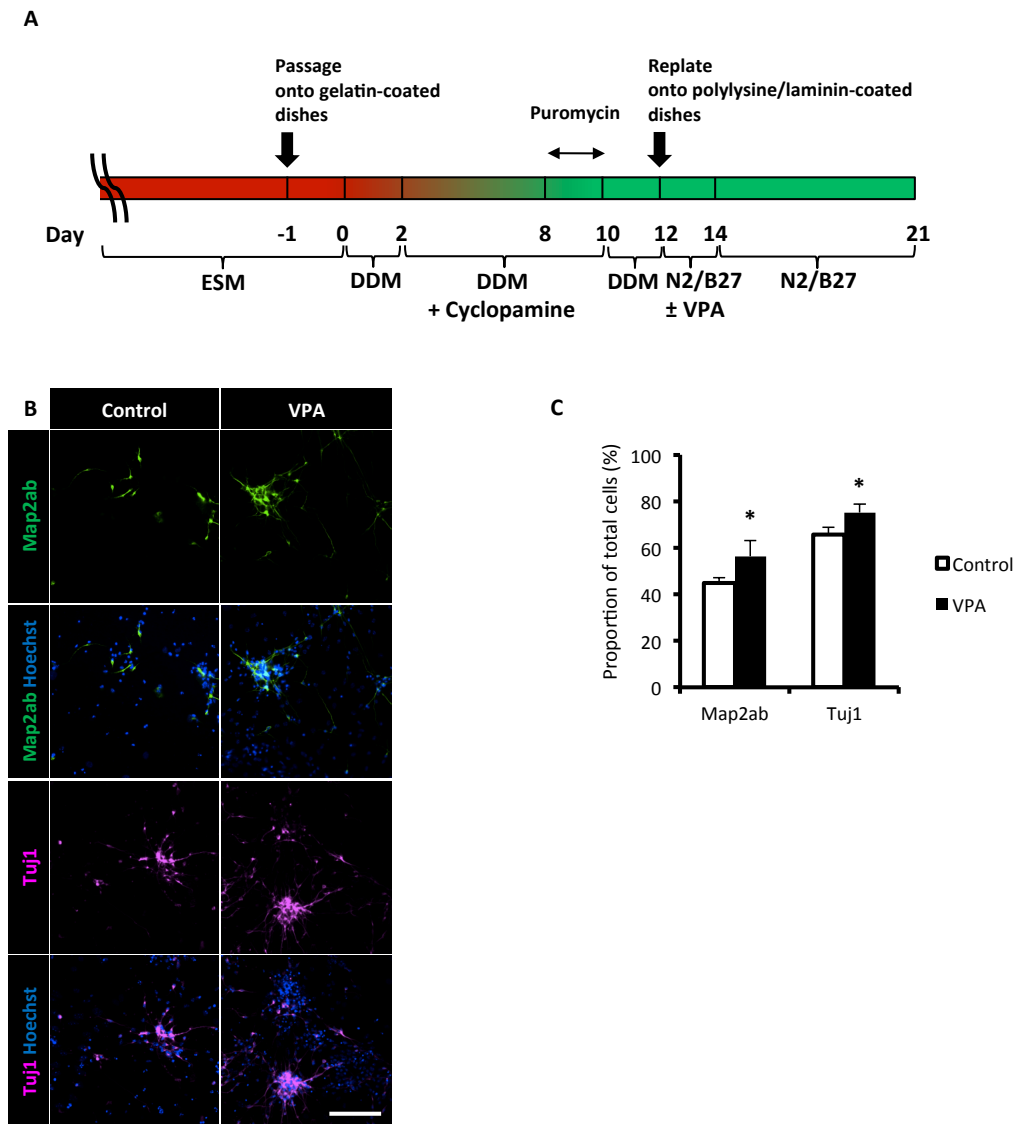 A
Passage
onto gelatin-coated
dishes
Puromycin
Replate
onto polylysine/laminin-coated
dishes
Day -1 0 2 8 10 12 14 21
ESM DDM DDM DDM N2/B27 N2/B27
+ Cyclopamine ± VPA
B
Control VPA
Map2ab
Map2ab Hoechst
Tuj1
Tuj1 Hoechst
C
Proportion of total cells (%)
100
80
60
40
20
0
* *
Map2ab Tuj1
Control
VPA